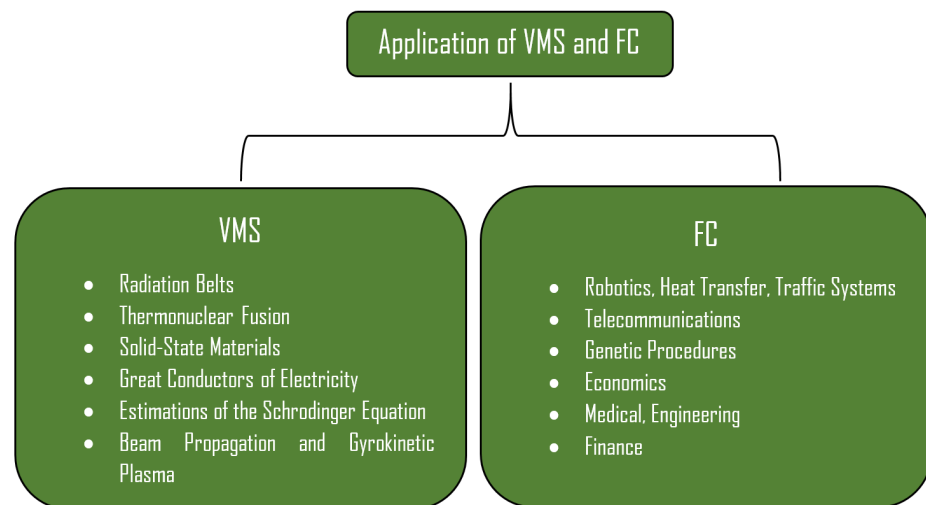 Application of VMS and FC
VMS
• Radiation Belts
• Thermonuclear Fusion
• Solid-State Materials
• Great Conductors of Electricity
• Estimations of the Schrodinger Equation
• Beam Propagation and Gyrokinetic
Plasma
FC
• Robotics, Heat Transfer, Traffic Systems
• Telecommunications
• Genetic Procedures
• Economics
• Medical, Engineering
• Finance